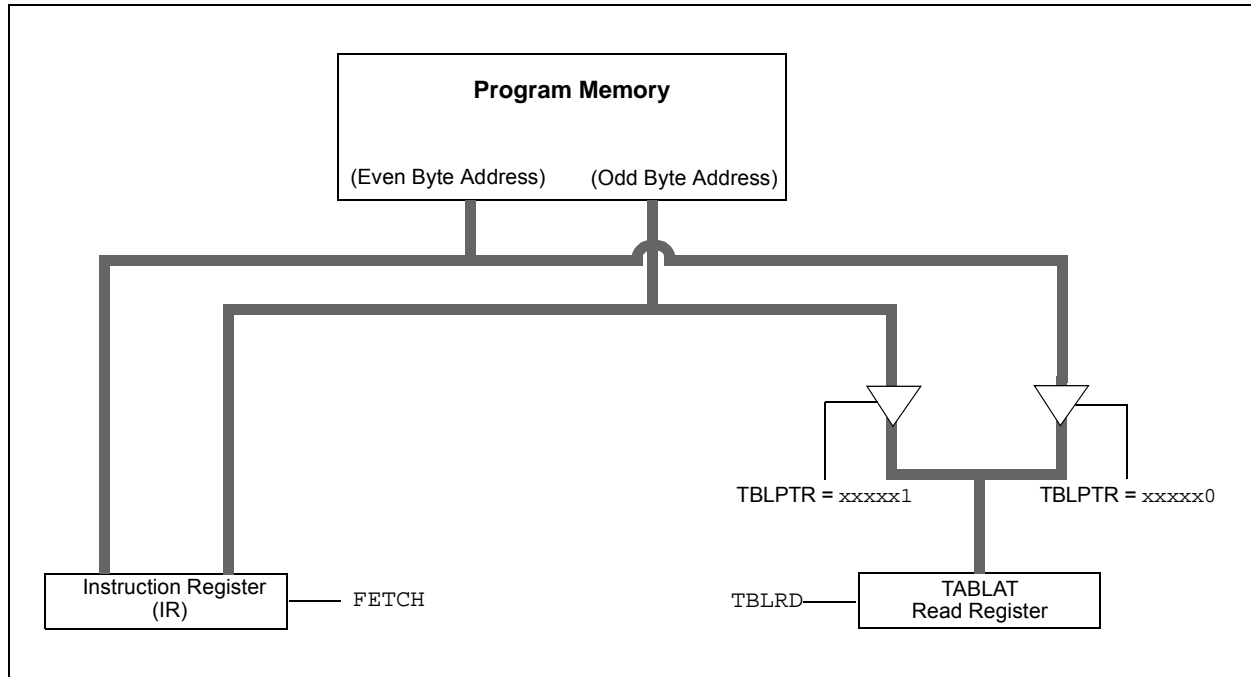 Program Memory
(Even Byte Address) (Odd Byte Address)
TBLPTR = xxxxx1
TBLPTR = xxxxx0
Instruction Register
(IR)
FETCH
TBLRD
TABLAT
Read Register